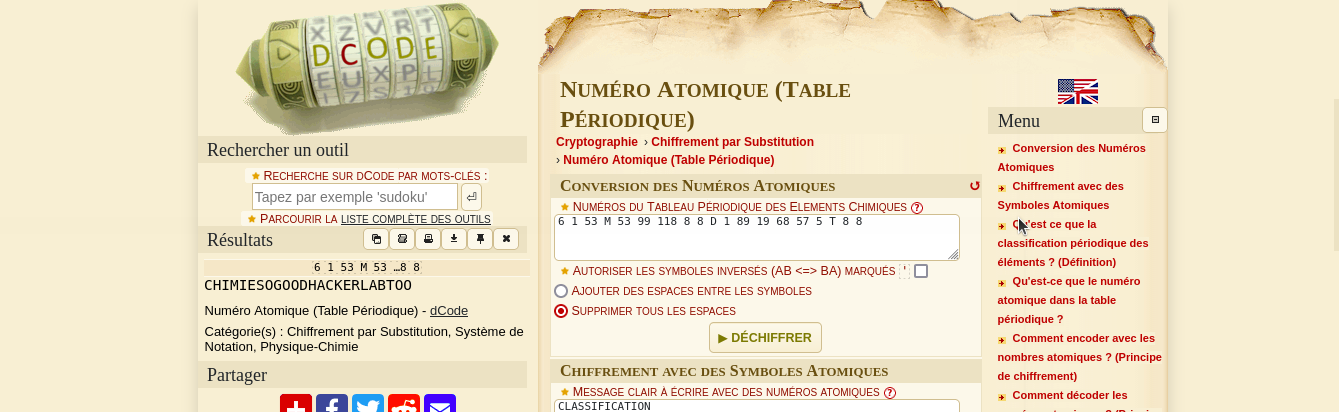 X Z V R T
DCODE
E U X P L
Rechercher un outil
★ RECHERCHE SUR DCODE PAR MOTS-CLÉS :
Tapez par exemple 'sudoku'
★ PARCOURIR LA LISTE COMPLÈTE DES OUTILS
Résultats
6 1 53 M 53 …8 8
CHIMIESOGOODHACKERLABTOO
Numéro Atomique (Table Périodique) - dCode
Catégorie(s) : Chiffrement par Substitution, Système de
Notation, Physique-Chimie
Partager
NUMÉRO ATOMIQUE (TABLE
PÉRIODIQUE)
Cryptographie › Chiffrement par Substitution
› Numéro Atomique (Table Périodique)
CONVERSION DES NUMÉROS ATOMIQUES
★ NUMÉROS DU TABLEAU PÉRIODIQUE DES ELEMENTS CHIMIQUES ?
6 1 53 M 53 99 118 8 8 D 1 89 19 68 57 5 T 8 8
★ AUTORISER LES SYMBOLES INVERSÉS (AB <=> BA) MARQUÉS '
AJOUTER DES ESPACES ENTRE LES SYMBOLES
SUPPRIMER TOUS LES ESPACES
▶ DÉCHIFFRER
CHIFFREMENT AVEC DES SYMBOLES ATOMIQUES
★ MESSAGE CLAIR À ÉCRIRE AVEC DES NUMÉROS ATOMIQUES ?
CLASSIFICATION
Menu
Conversion des Numéros
Atomiques
Chiffrement avec des
Symboles Atomiques
Qu'est ce que la
classification périodique des
éléments ? (Définition)
Qu'est-ce que le numéro
atomique dans la table
périodique ?
Comment encoder avec les
nombres atomiques ? (Principe
de chiffrement)
Comment décoder les